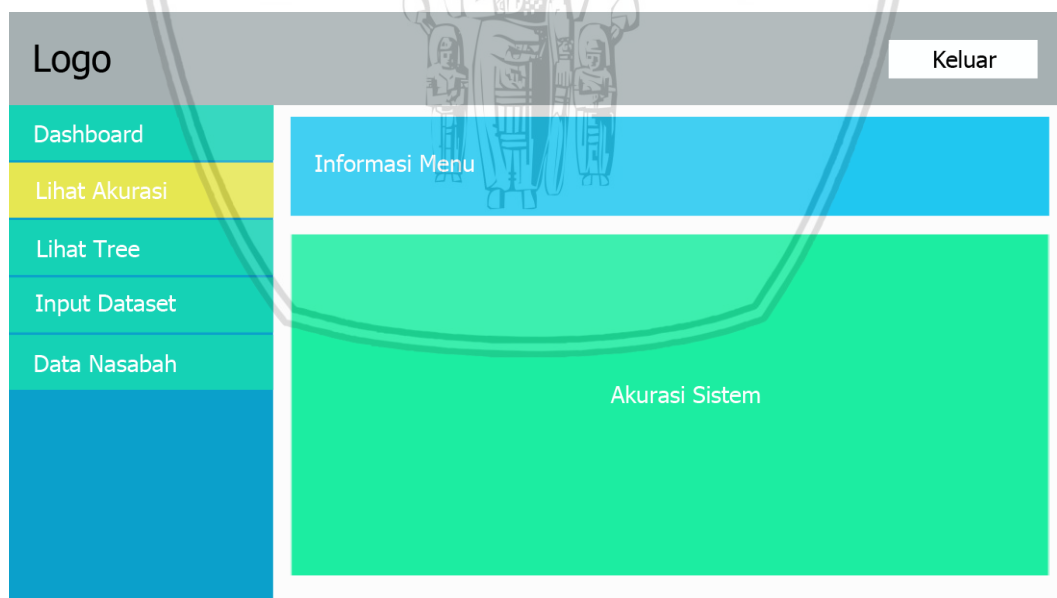 Logo
Keluar
Dashboard
Lihat Akurasi
Lihat Tree
Input Dataset
Data Nasabah
Informasi Menu
Akurasi Sistem